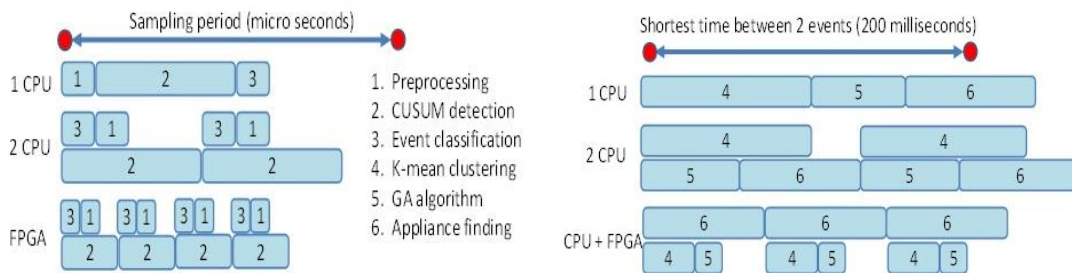 Sampling period (micro seconds)
1 CPU
1 2 3
2 CPU
3 1 3 1
2 2
FPGA
3 1 3 1 3 1 3 1
2 2 2 2
1. Preprocessing
2. CUSUM detection
3. Event classification
4. K-mean clustering
5. GA algorithm
6. Appliance finding
Shortest time between 2 events (200 milliseconds)
1 CPU
4 5 6
2 CPU
4 4
5 6 5 6
CPU + FPGA
6 6 6
4 5 4 5 4 5